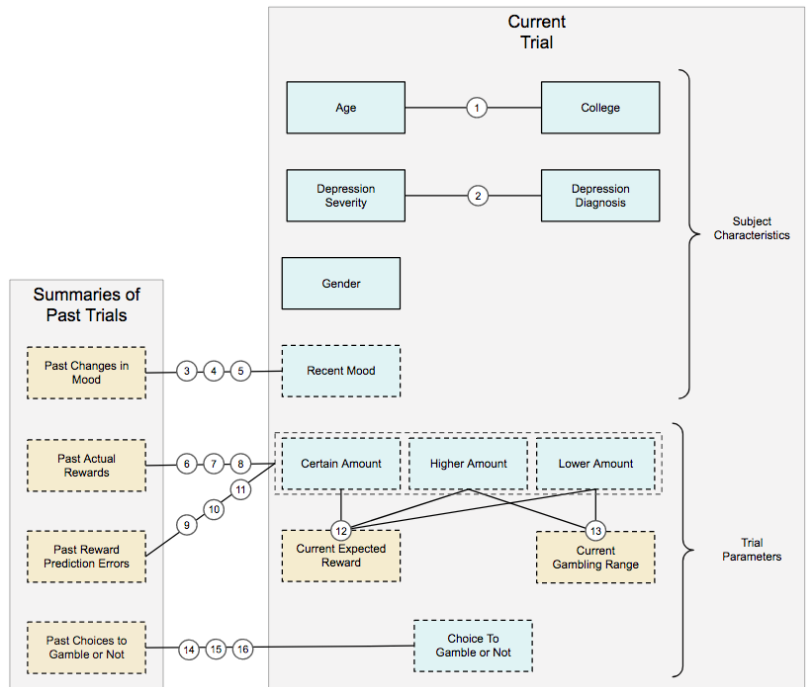 Current
Trial
Age
1
College
Depression
Severity
2
Depression
Diagnosis
Subject
Characteristics
Gender
Summaries of
Past Trials
Past Changes in
Mood
3 4 5
Recent Mood
Past Actual
Rewards
6 7 8
Certain Amount
Higher Amount
Lower Amount
9 10 11
Past Reward
Prediction Errors
12
Current Expected
Reward
13
Current
Gambling Range
Trial
Parameters
Past Choices to
Gamble or Not
14 15 16
Choice To
Gamble or Not